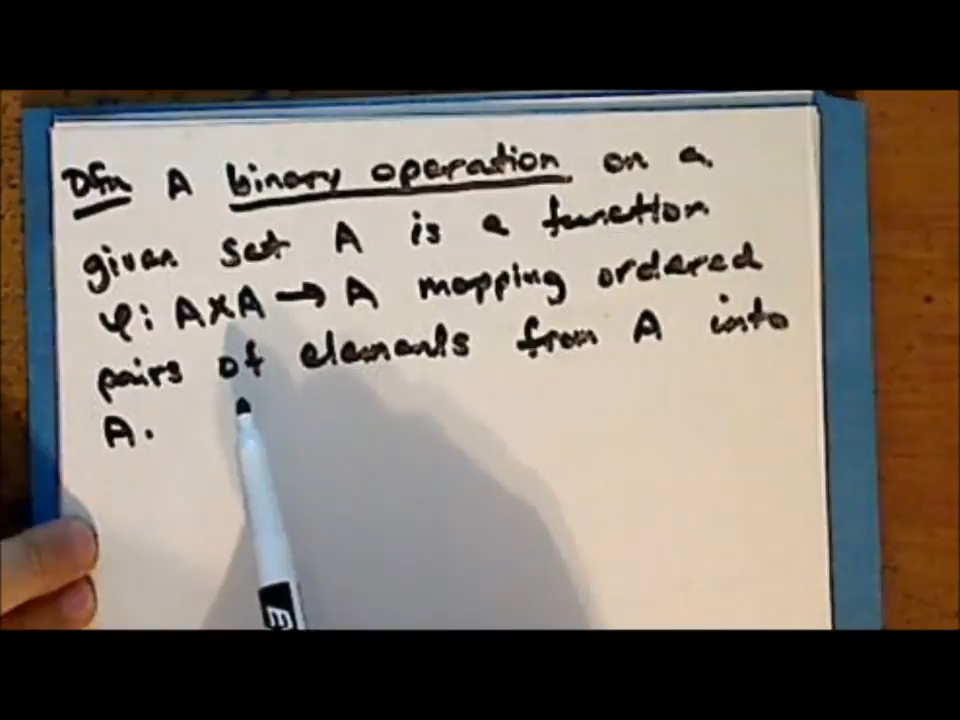 Dfn A binary operation on a
given set A is a function
φ: A×A → A mapping ordered
pairs of elements from A into
A.